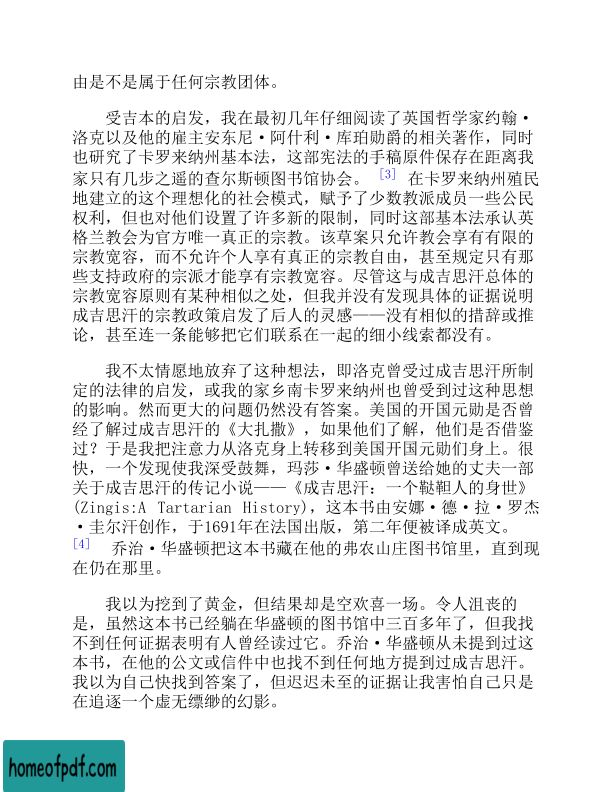 由是不是属于任何宗教团体。
受吉本的启发，我在最初几年仔细阅读了英国哲学家约翰·
洛克以及他的雇主安东尼·阿什利·库珀勋爵的相关著作，同时
也研究了卡罗来纳州基本法，这部宪法的手稿原件保存在距离我
家只有几步之遥的查尔斯顿图书馆协会。 [3] 在卡罗来纳州殖民
地建立的这个理想化的社会模式，赋予了少数教派成员一些公民
权利，但也对他们设置了许多新的限制，同时这部基本法承认英
格兰教会为官方唯一真正的宗教。该草案只允许教会享有有限的
宗教宽容，而不允许个人享有真正的宗教自由，甚至规定只有那
些支持政府的宗派才能享有宗教宽容。尽管这与成吉思汗总体的
宗教宽容原则有某种相似之处，但我并没有发现具体的证据说明
成吉思汗的宗教政策启发了后人的灵感——没有相似的措辞或推
论，甚至连一条能够把它们联系在一起的细小线索都没有。
我不太情愿地放弃了这种想法，即洛克曾受过成吉思汗所制
定的法律的启发，或我的家乡南卡罗来纳州也曾受到过这种思想
的影响。然而更大的问题仍然没有答案。美国的开国元勋是否曾
经了解过成吉思汗的《大扎撒》，如果他们了解，他们是否借鉴
过？于是我把注意力从洛克身上转移到美国开国元勋们身上。很
快，一个发现使我深受鼓舞，玛莎·华盛顿曾送给她的丈夫一部
关于成吉思汗的传记小说——《成吉思汗：一个鞑靼人的身世》
(Zingis:A Tartarian History)，这本书由安娜·德·拉·罗杰
·圭尔汗创作，于1691年在法国出版，第二年便被译成英文。
[4] 乔治·华盛顿把这本书藏在他的弗农山庄图书馆里，直到现
在仍在那里。
我以为挖到了黄金，但结果却是空欢喜一场。令人沮丧的
是，虽然这本书已经躺在华盛顿的图书馆中三百多年了，但我找
不到任何证据表明有人曾经读过它。乔治·华盛顿从未提到过这
本书，在他的公文或信件中也找不到任何地方提到过成吉思汗。
我以为自己快找到答案了，但迟迟未至的证据让我害怕自己只是
在追逐一个虚无缥缈的幻影。
homeofpdf.com